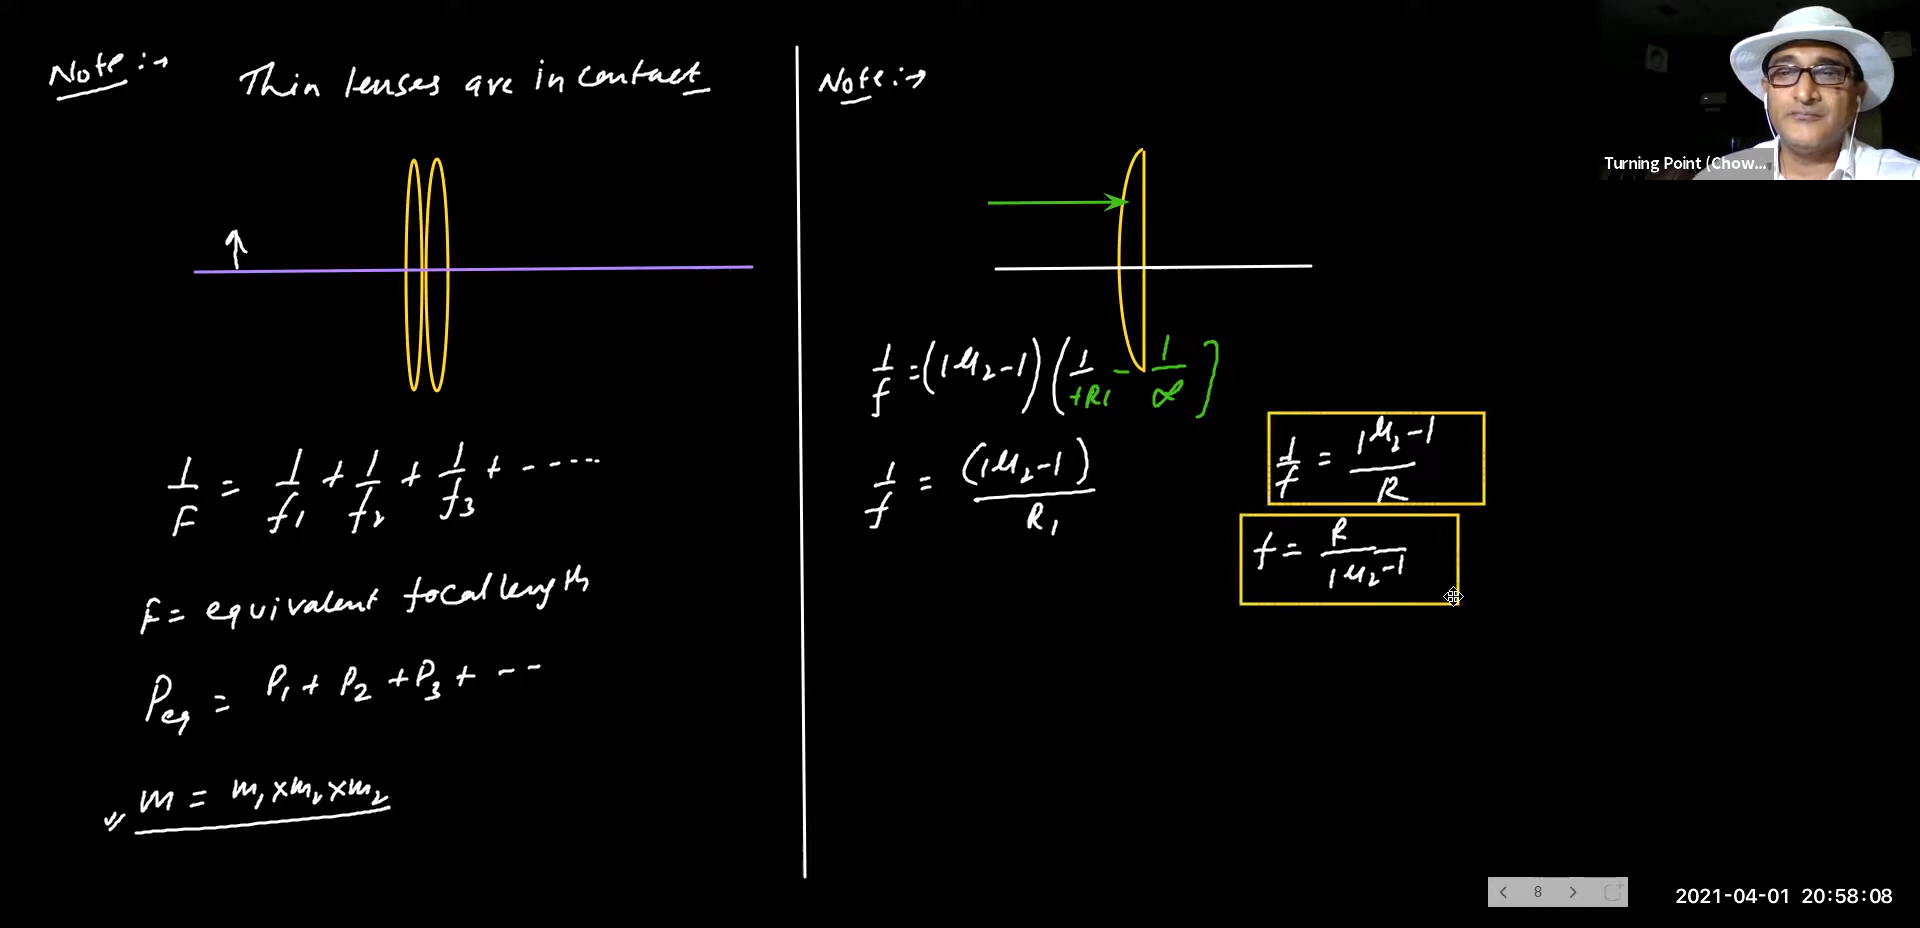 Note :→
Thin lenses are in contact
1/F = 1/f₁ + 1/f₂ + 1/f₃ + -----
F = equivalent focal length
Peq = P₁ + P₂ + P₃ + --
m = m₁ × m₂ × m₂
Note :→
1/f = (₁μ₂ - 1) (1/+R₁ - 1/∞)
1/f = (₁μ₂ - 1)/R₁
1/f = ₁μ₂ - 1/R
f = R/₁μ₂ - 1
Turning Point (Chow...
8
2021-04-01 20:58:08